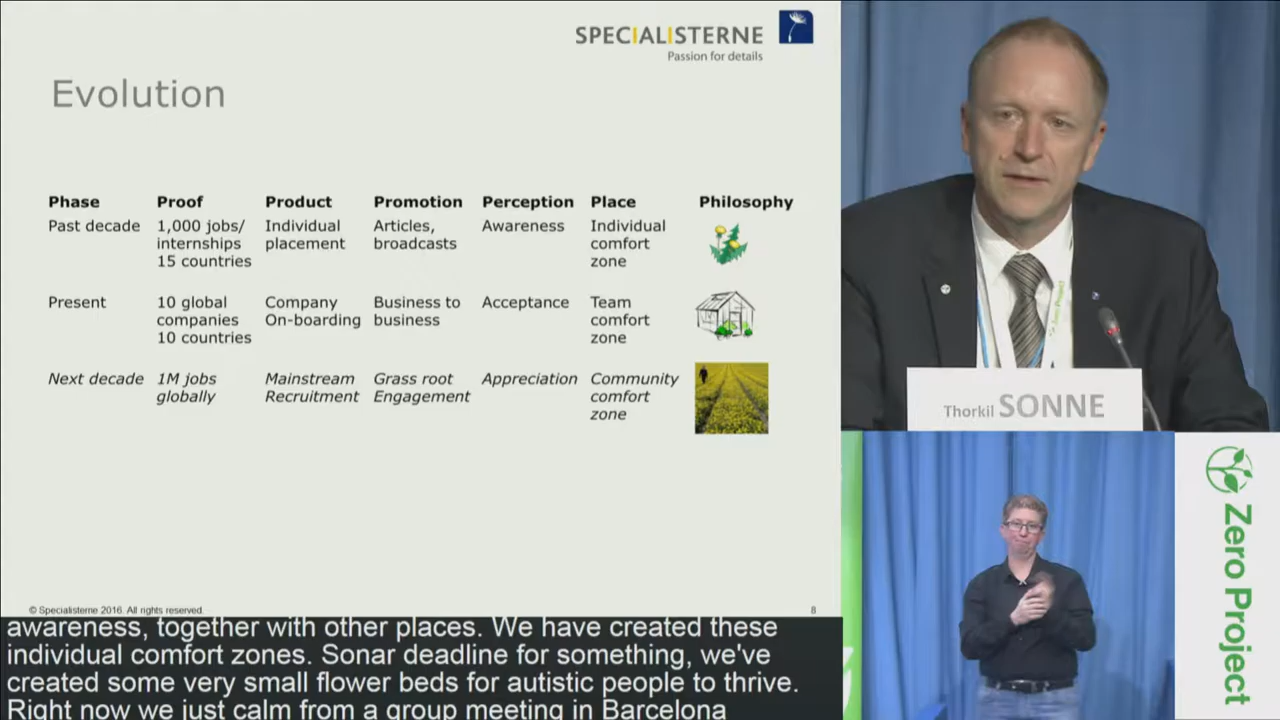 SPECIALISTERNE
Passion for details
Evolution
Phase Proof Product Promotion Perception Place Philosophy
Past decade 1,000 jobs/ Individual Articles, Awareness Individual
internships placement broadcasts comfort
15 countries zone
Present 10 global Company Business to Acceptance Team
companies On-boarding business comfort
10 countries zone
Next decade 1M jobs Mainstream Grass root Appreciation Community
globally Recruitment Engagement comfort
zone
© Specialisterne 2016. All rights reserved. 8
awareness, together with other places. We have created these
individual comfort zones. Sonar deadline for something, we've
created some very small flower beds for autistic people to thrive.
Right now we just calm from a group meeting in Barcelona
Thorkil SONNE
Zero Project
Zero Project